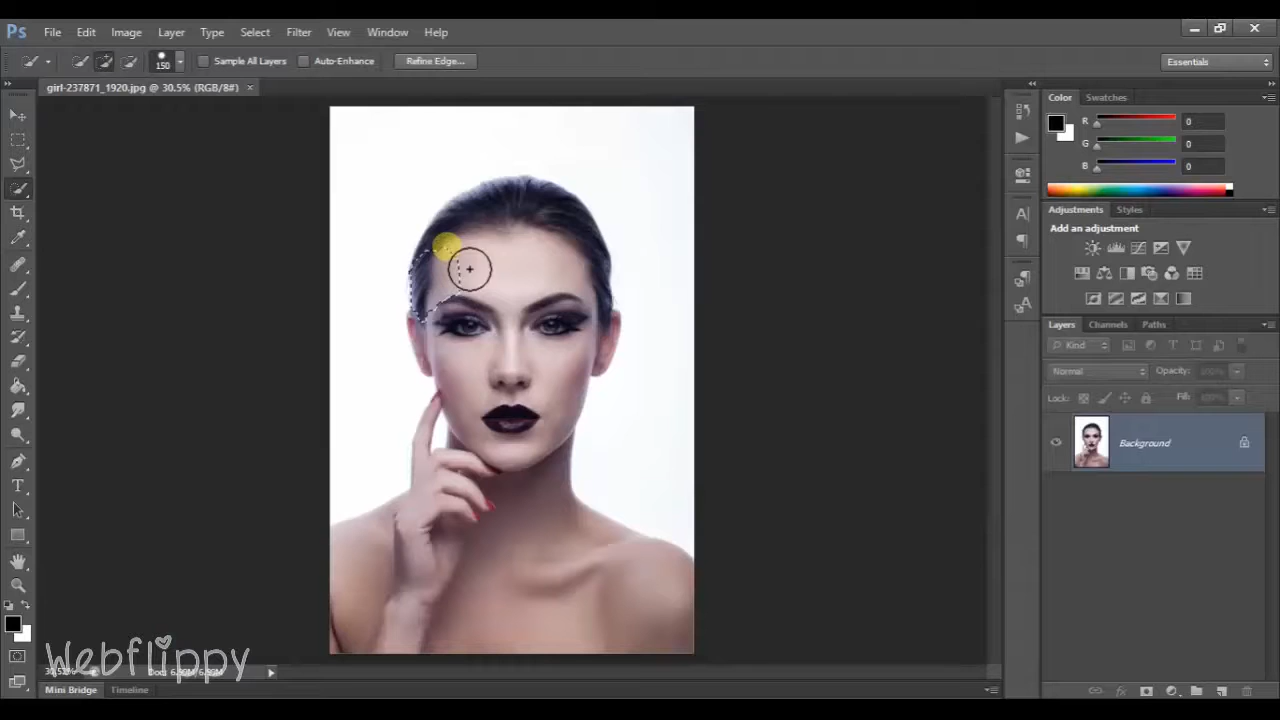 Ps File Edit Image Layer Type Select Filter View Window Help
150 Sample All Layers Auto-Enhance Refine Edge... Essentials
girl-237871_1920.jpg @ 30.5% (RGB/8#) ×
Color Swatches
R 0
G 0
B 0
Adjustments Styles
Add an adjustment
Layers Channels Paths
Kind
Normal Opacity: 100%
Lock: Fill: 100%
Background
Webflippy
Mini Bridge Timeline